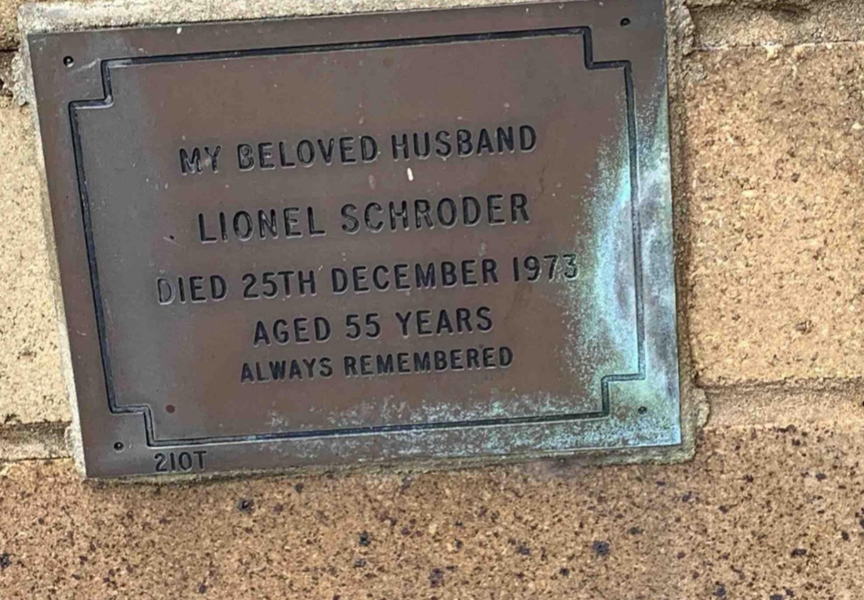 MY BELOVED HUSBAND
LIONEL SCHRODER
DIED 25TH DECEMBER 1973
AGED 55 YEARS
ALWAYS REMEMBERED
210T